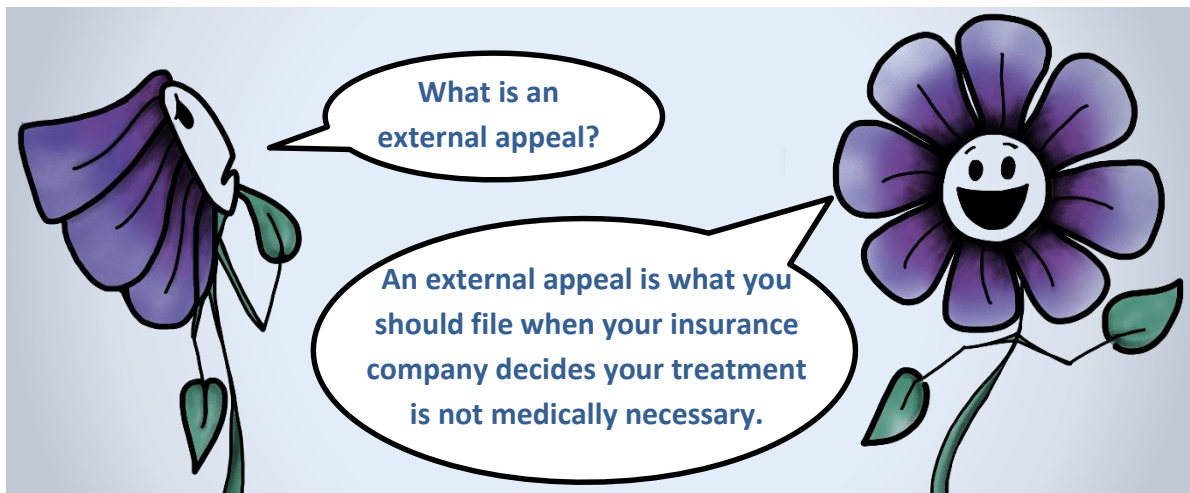 What is an
external appeal?
An external appeal is what you
should file when your insurance
company decides your treatment
is not medically necessary.